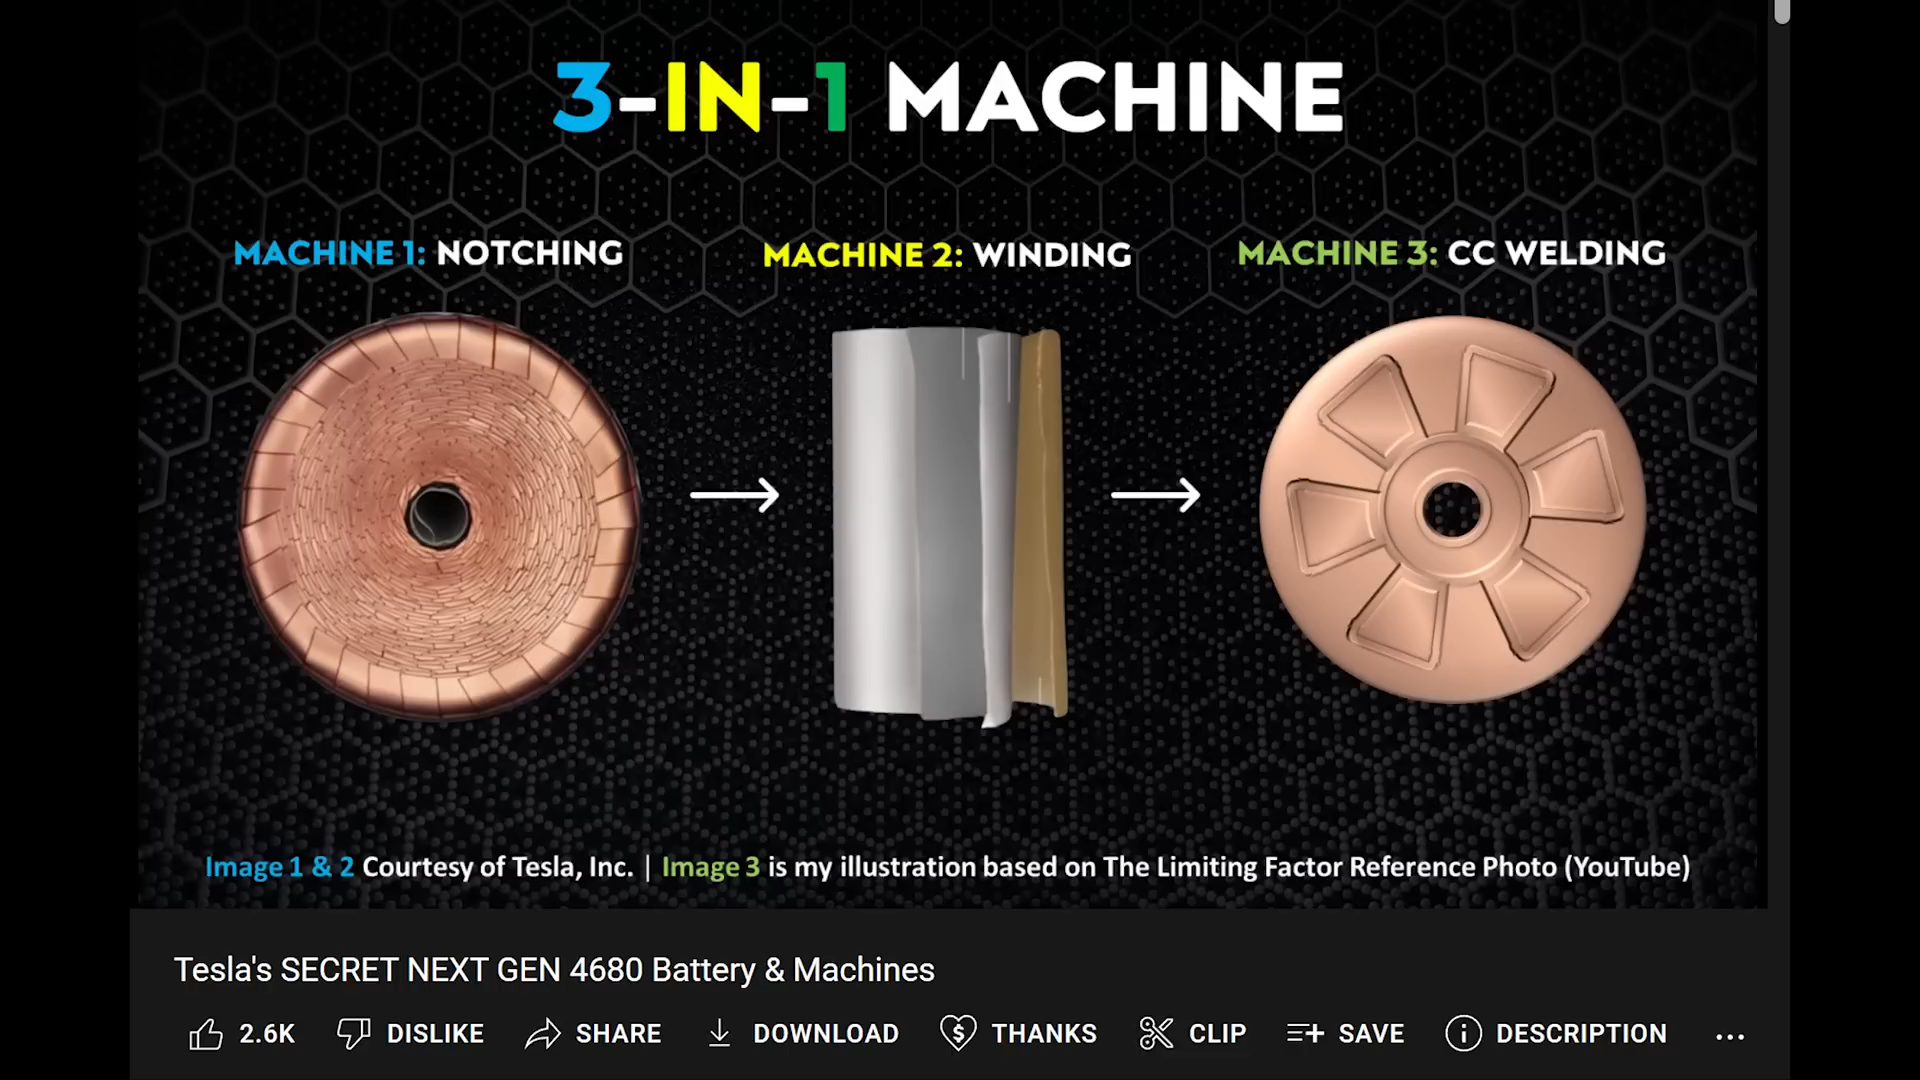 3-IN-1 MACHINE
MACHINE 1: NOTCHING
MACHINE 2: WINDING
MACHINE 3: CC WELDING
Image 1 & 2 Courtesy of Tesla, Inc. | Image 3 is my illustration based on The Limiting Factor Reference Photo (YouTube)
Tesla's SECRET NEXT GEN 4680 Battery & Machines
2.6K DISLIKE SHARE DOWNLOAD THANKS CLIP SAVE DESCRIPTION ...